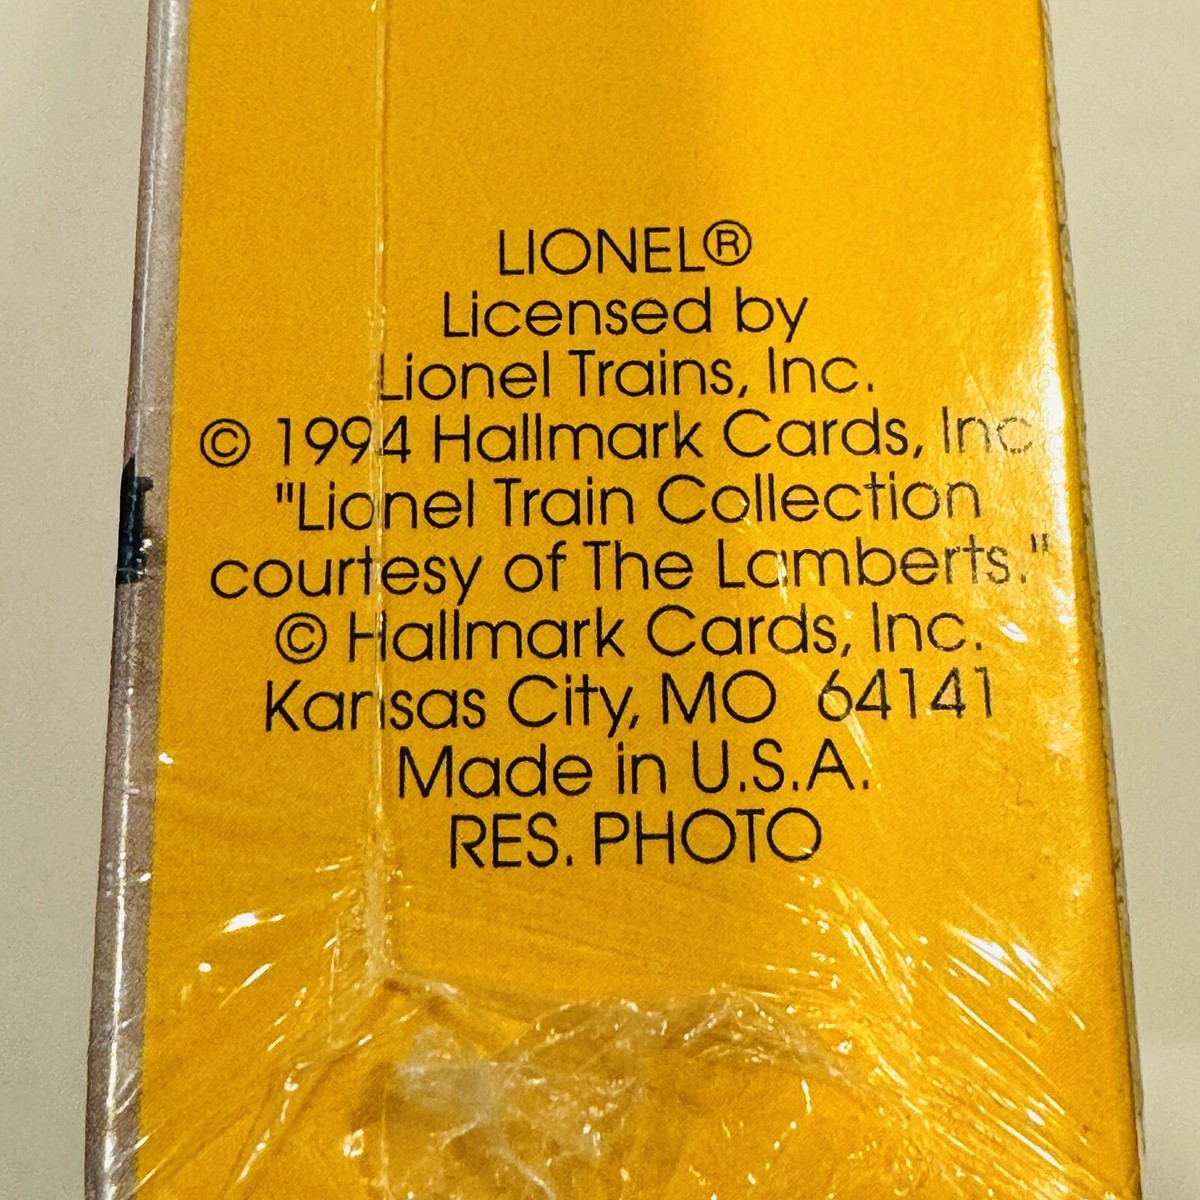 LIONEL®
Licensed by
Lionel Trains, Inc.
© 1994 Hallmark Cards, Inc
"Lionel Train Collection
courtesy of The Lamberts."
© Hallmark Cards, Inc.
Kansas City, MO 64141
Made in U.S.A.
RES. PHOTO